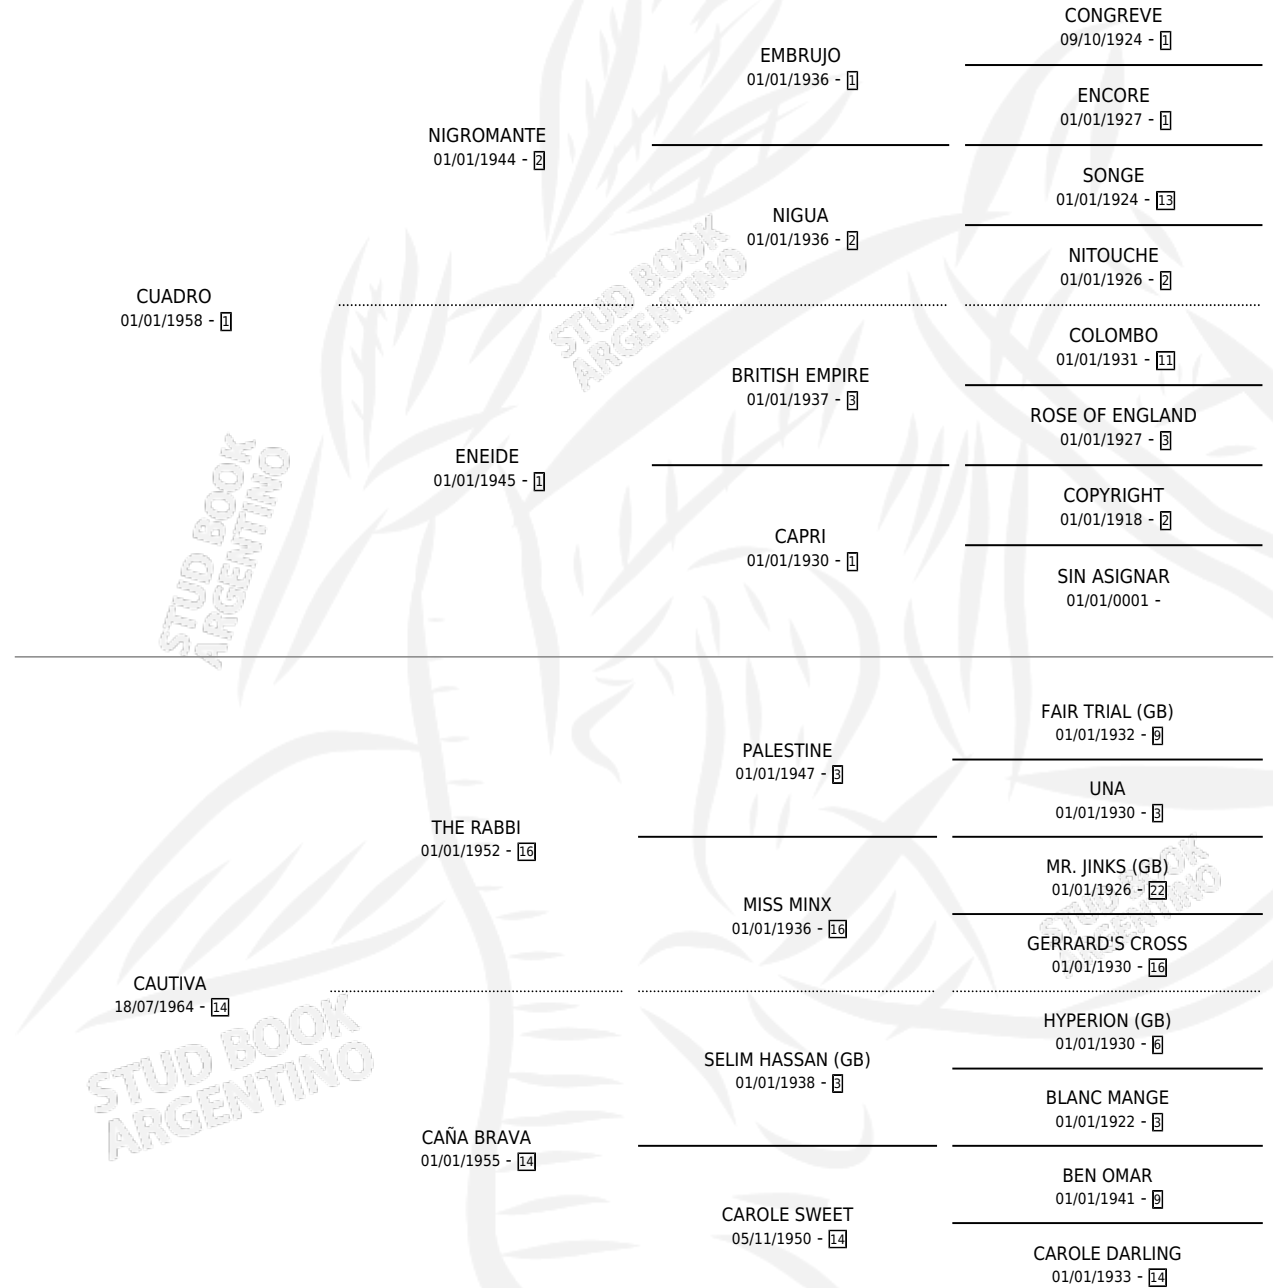 CONGREVE
09/10/1924 - 1
EMBRUJO
01/01/1936 - 1
ENCORE
01/01/1927 - 1
NIGROMANTE
01/01/1944 - 2
SONGE
01/01/1924 - 13
NIGUA
01/01/1936 - 2
NITOUCHE
01/01/1926 - 2
CUADRO
01/01/1958 - 1
COLOMBO
01/01/1931 - 11
BRITISH EMPIRE
01/01/1937 - 3
ROSE OF ENGLAND
01/01/1927 - 3
ENEIDE
01/01/1945 - 1
COPYRIGHT
01/01/1918 - 2
CAPRI
01/01/1930 - 1
SIN ASIGNAR
01/01/0001 -
FAIR TRIAL (GB)
01/01/1932 - 9
PALESTINE
01/01/1947 - 3
UNA
01/01/1930 - 3
THE RABBI
01/01/1952 - 16
MR. JINKS (GB)
01/01/1926 - 22
MISS MINX
01/01/1936 - 16
GERRARD'S CROSS
01/01/1930 - 16
CAUTIVA
18/07/1964 - 14
HYPERION (GB)
01/01/1930 - 6
SELIM HASSAN (GB)
01/01/1938 - 3
BLANC MANGE
01/01/1922 - 3
CAÑA BRAVA
01/01/1955 - 14
BEN OMAR
01/01/1941 - 9
CAROLE SWEET
05/11/1950 - 14
CAROLE DARLING
01/01/1933 - 14
STUD BOOK
ARGENTINO
STUD BOOK
ARGENTINO
STUD BOOK
ARGENTINO
STUD BOOK
ARGENTINO